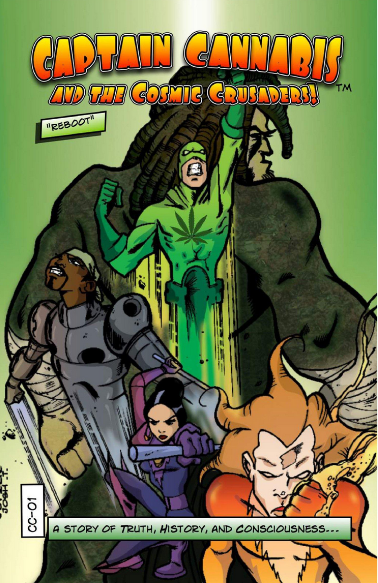 CAPTAIN CANNABIS
AND THE COSMIC CRUSADERS!
TM
"REBOOT"
CC-01
A STORY OF TRUTH, HISTORY, AND CONSCIOUSNESS...